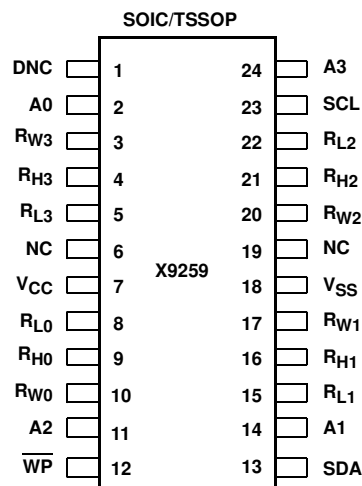 SOIC/TSSOP
DNC 1 24 A3
A0 2 23 SCL
RW3 3 22 RL2
RH3 4 21 RH2
RL3 5 20 RW2
NC 6 19 NC
X9259
VCC 7 18 VSS
RL0 8 17 RW1
RH0 9 16 RH1
RW0 10 15 RL1
A2 11 14 A1
W̅P̅ 12 13 SDA